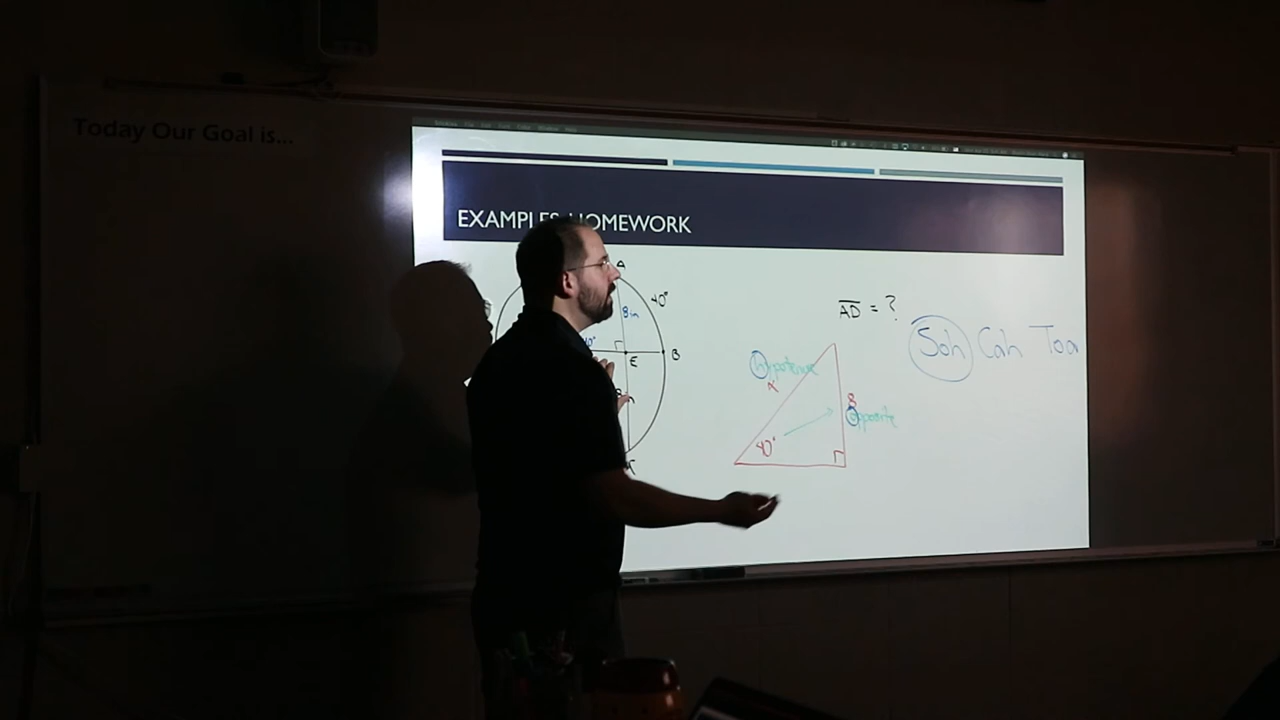 Today Our Goal is...
EXAMPLES HOMEWORK
A
40°
8 in
AD = ?
Soh Cah Toa
B
E
Hypotenuse
x
8
Opposite
40°